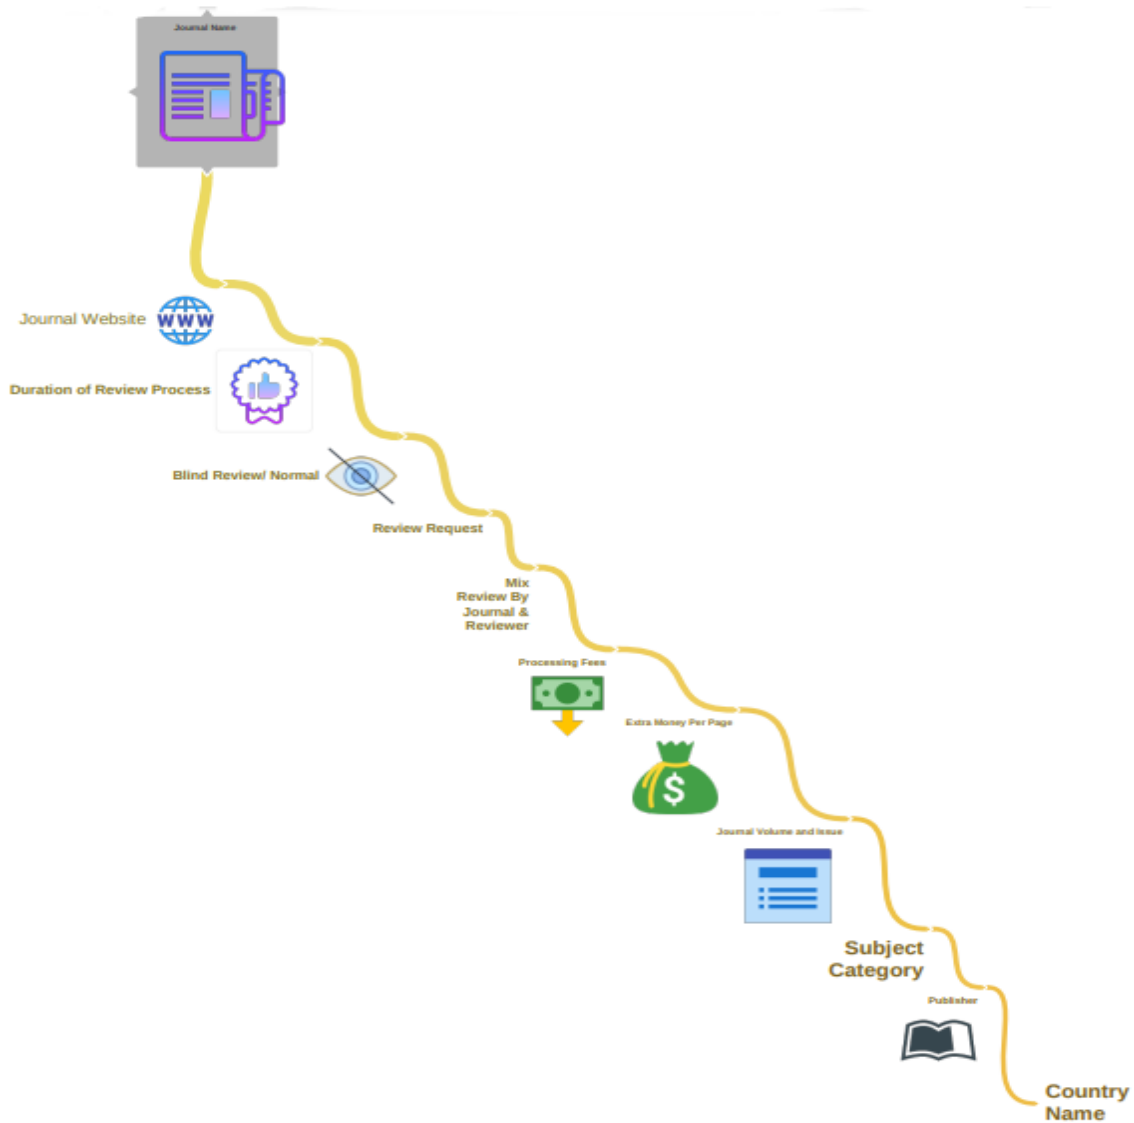 Journal Name
Journal Website
WWW
Duration of Review Process
Blind Review/ Normal
Review Request
Mix
Review By
Journal &
Reviewer
Processing Fees
Extra Money Per Page
$
Journal Volume and Issue
Subject
Category
Publisher
Country
Name